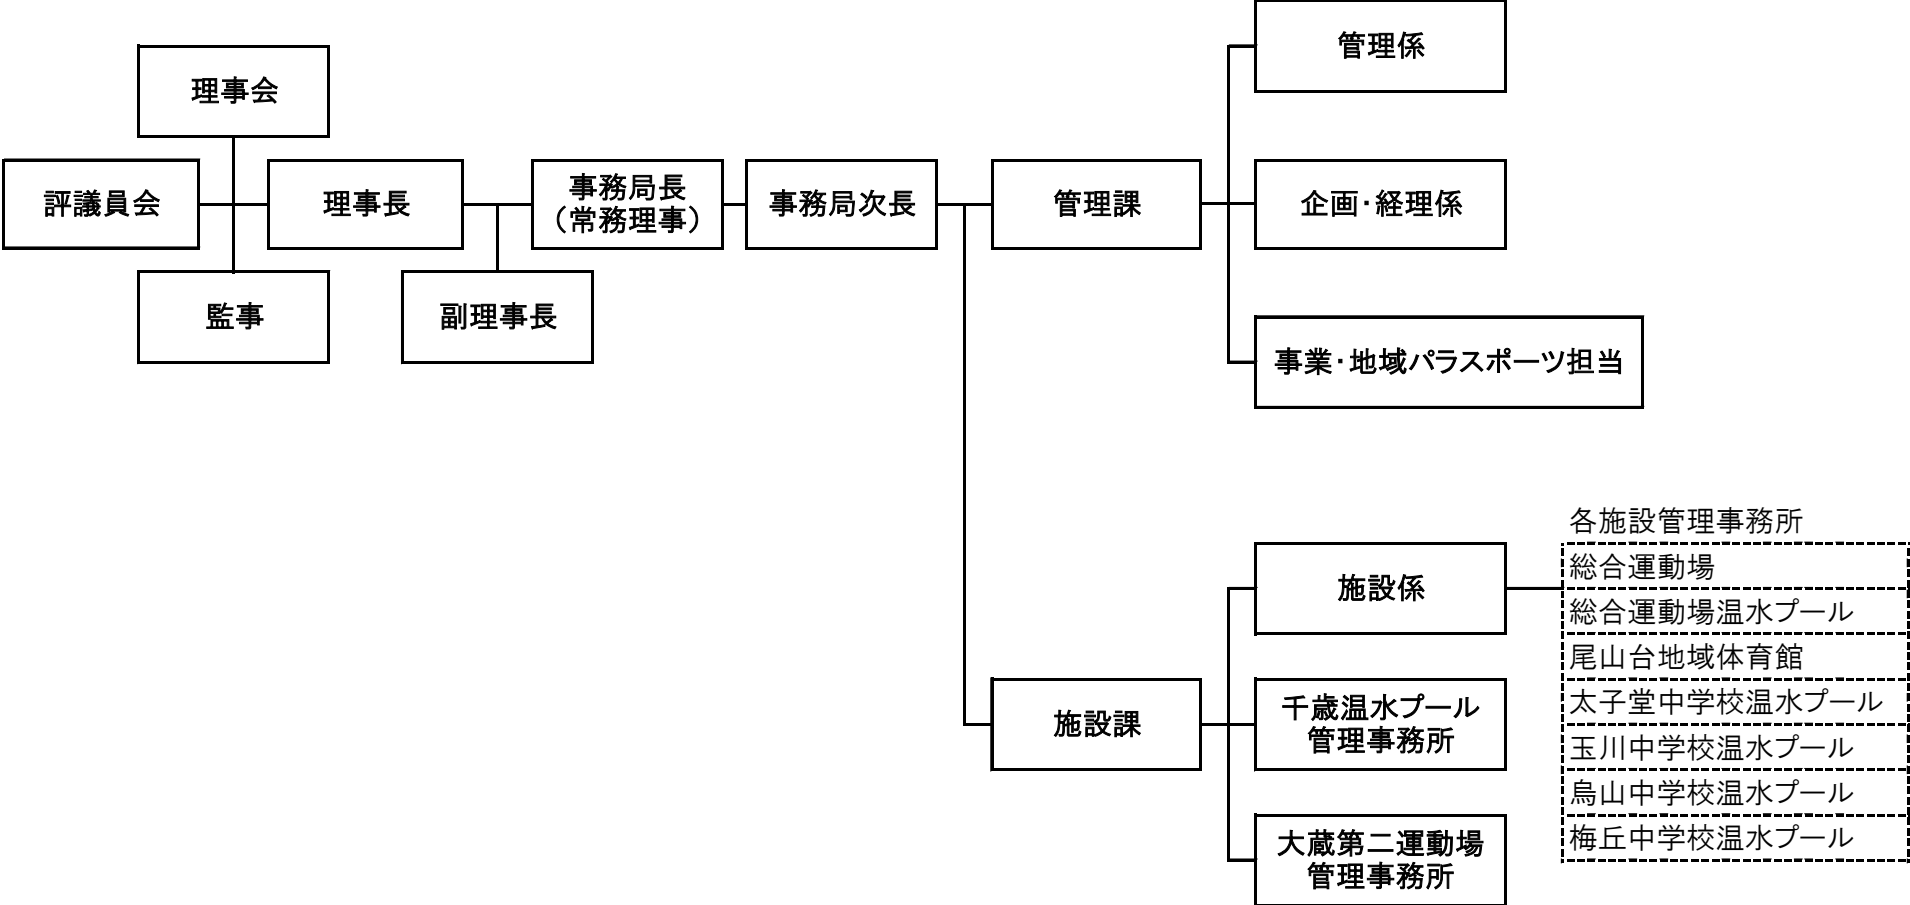 管理係
理事会
評議員会
理事長
事務局長
（常務理事）
事務局次長
管理課
企画・経理係
監事
副理事長
事業・地域パラスポーツ担当
各施設管理事務所
総合運動場
施設係
総合運動場温水プール
尾山台地域体育館
太子堂中学校温水プール
施設課
千歳温水プール
管理事務所
玉川中学校温水プール
烏山中学校温水プール
梅丘中学校温水プール
大蔵第二運動場
管理事務所